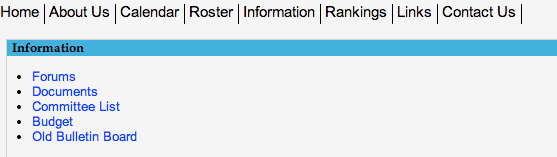 Home | About Us | Calendar | Roster | Information | Rankings | Links | Contact Us |
Information
Forums
Documents
Committee List
Budget
Old Bulletin Board